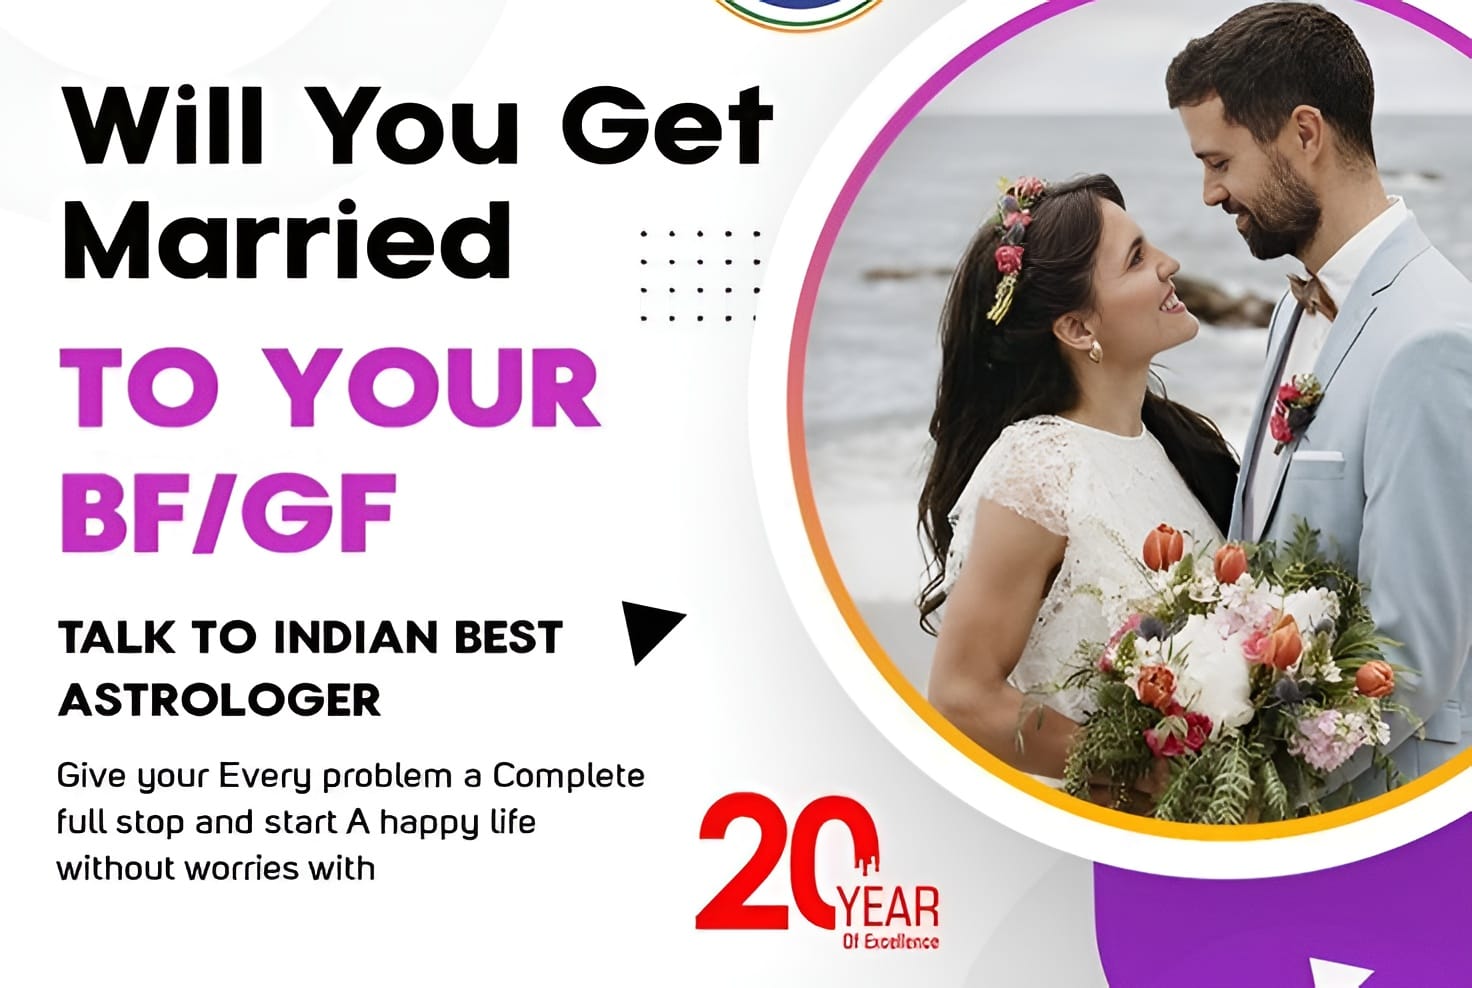 Will You Get
Married
TO YOUR
BF/GF
TALK TO INDIAN BEST
ASTROLOGER
Give your Every problem a Complete
full stop and start A happy life
without worries with
20
YEAR
Of Excellence